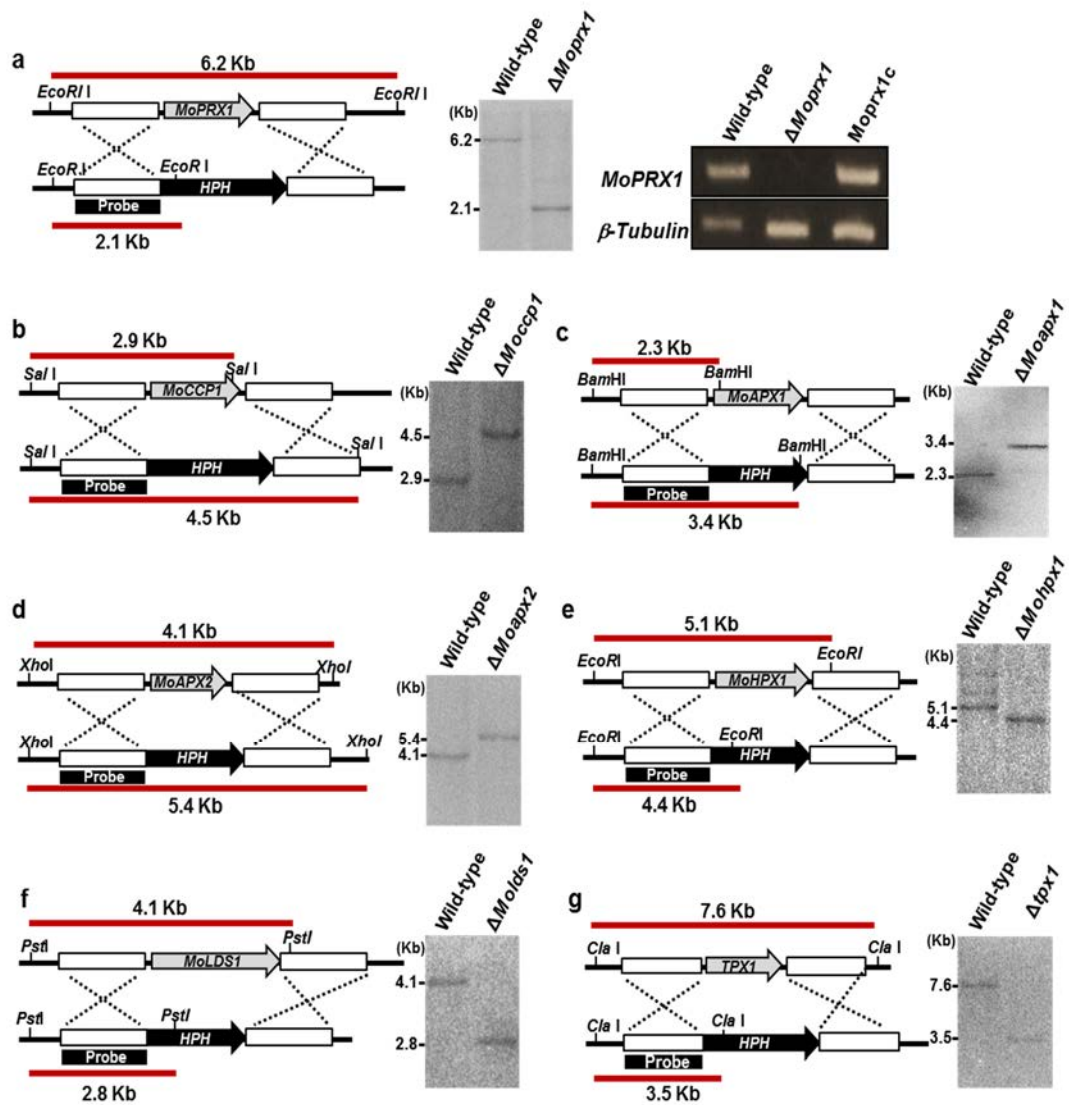 a
6.2 Kb
EcoRI I
EcoRI I
MoPRX1
EcoR I
EcoR I
HPH
Probe
2.1 Kb
Wild-type
ΔMoprx1
(Kb)
6.2
2.1
Wild-type
ΔMoprx1
Moprx1c
MoPRX1
β-Tubulin
b
2.9 Kb
Sal I
Sal I
MoCCP1
Sal I
Sal I
HPH
Probe
4.5 Kb
Wild-type
ΔMoccp1
(Kb)
4.5
2.9
c
2.3 Kb
BamHI
BamHI
MoAPX1
BamHI
BamHI
HPH
Probe
3.4 Kb
Wild-type
ΔMoapx1
(Kb)
3.4
2.3
d
4.1 Kb
XhoI
XhoI
MoAPX2
XhoI
XhoI
HPH
Probe
5.4 Kb
Wild-type
ΔMoapx2
(Kb)
5.4
4.1
e
5.1 Kb
EcoRI
EcoRI
MoHPX1
EcoRI
EcoRI
HPH
Probe
4.4 Kb
Wild-type
ΔMohpx1
(Kb)
5.1
4.4
f
4.1 Kb
PstI
PstI
MoLDS1
PstI
PstI
HPH
Probe
2.8 Kb
Wild-type
ΔMolds1
(Kb)
4.1
2.8
g
7.6 Kb
Cla I
Cla I
TPX1
Cla I
Cla I
HPH
Probe
3.5 Kb
Wild-type
Δtpx1
(Kb)
7.6
3.5